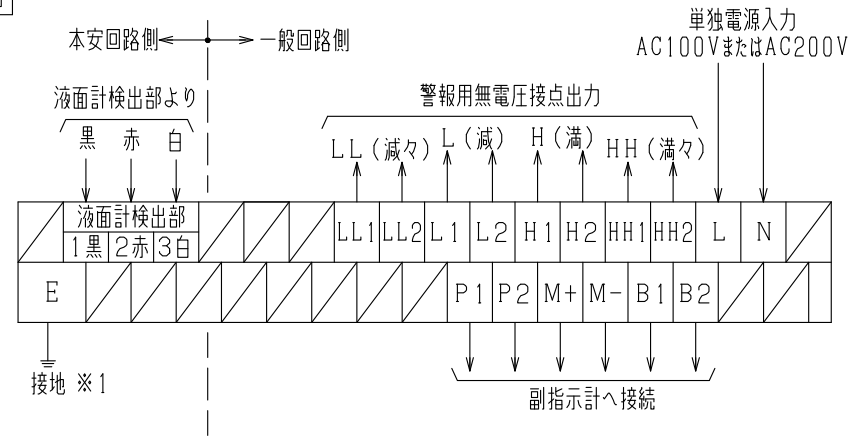 単独電源入力
本安回路側 一般回路側
AC100VまたはAC200V
液面計検出部より
警報用無電圧接点出力
黒 赤 白
LL(減々) L(減) H(満) HH(満々)
液面計検出部
1黒 2赤 3白
LL1 LL2 L1 L2 H1 H2 HH1 HH2 L N
E P1 P2 M+ M- B1 B2
接地 ※1
副指示計へ接続